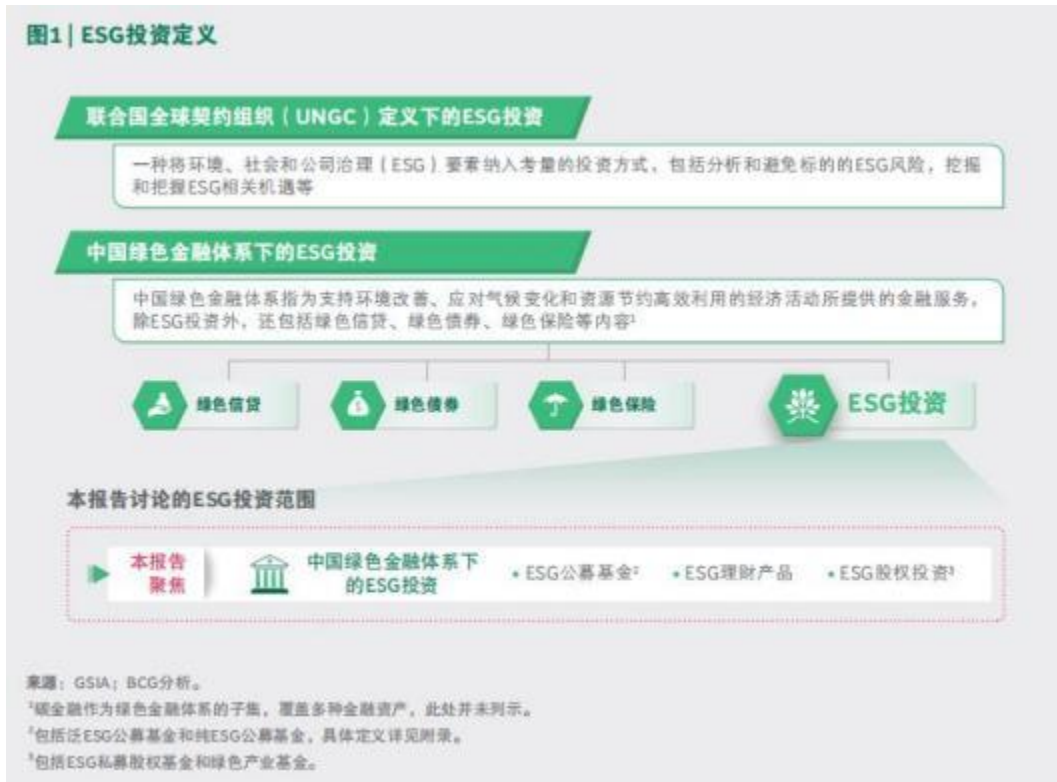 图1 | ESG投资定义
联合国全球契约组织（UNGC）定义下的ESG投资
一种将环境、社会和公司治理（ESG）要素纳入考量的投资方式，包括分析和避免标的的ESG风险，挖掘
和把握ESG相关机遇等
中国绿色金融体系下的ESG投资
中国绿色金融体系指为支持环境改善、应对气候变化和资源节约高效利用的经济活动所提供的金融服务，
除ESG投资外，还包括绿色信贷、绿色债券、绿色保险等内容¹
绿色信贷 绿色债券 绿色保险 ESG投资
本报告讨论的ESG投资范围
本报告
聚焦
中国绿色金融体系下
的ESG投资
• ESG公募基金² • ESG理财产品 • ESG股权投资³
来源：GSIA；BCG分析。
¹碳金融作为绿色金融体系的子集，覆盖多种金融资产，此处并未列示。
²包括泛ESG公募基金和纯ESG公募基金，具体定义详见附录。
³包括ESG私募股权基金和绿色产业基金。